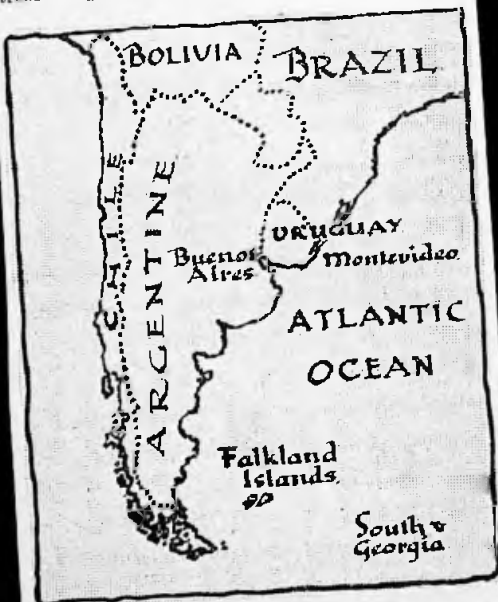 BOLIVIA
BRAZIL
CHILE
ARGENTINE
URUGUAY
Buenos
Aires
Montevideo
ATLANTIC
OCEAN
Falkland
Islands.
South
Georgia